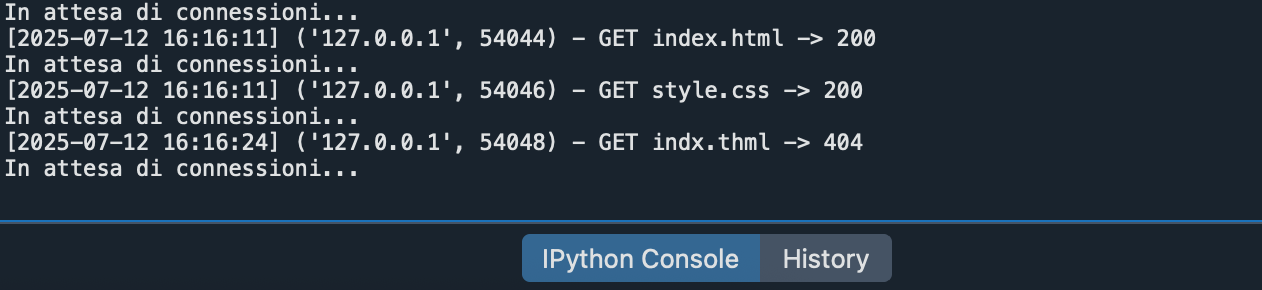 In attesa di connessioni...
[2025-07-12 16:16:11] ('127.0.0.1', 54044) – GET index.html –> 200
In attesa di connessioni...
[2025-07-12 16:16:11] ('127.0.0.1', 54046) – GET style.css –> 200
In attesa di connessioni...
[2025-07-12 16:16:24] ('127.0.0.1', 54048) – GET indx.thml –> 404
In attesa di connessioni...
IPython Console History